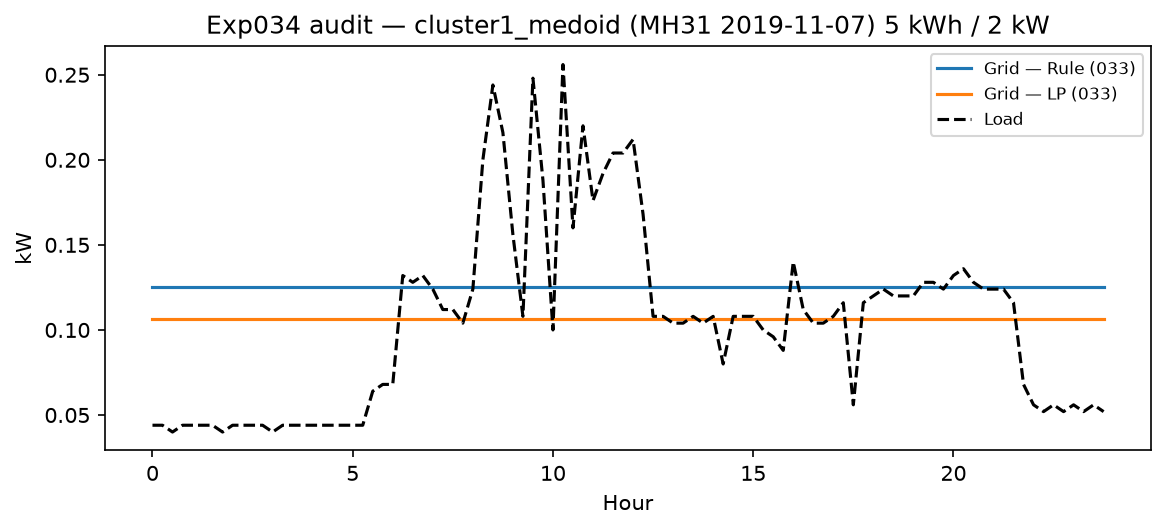 Exp034 audit — cluster1_medoid (MH31 2019-11-07) 5 kWh / 2 kW
Grid — Rule (033)
Grid — LP (033)
Load
kW
0.25
0.20
0.15
0.10
0.05
0 5 10 15 20
Hour